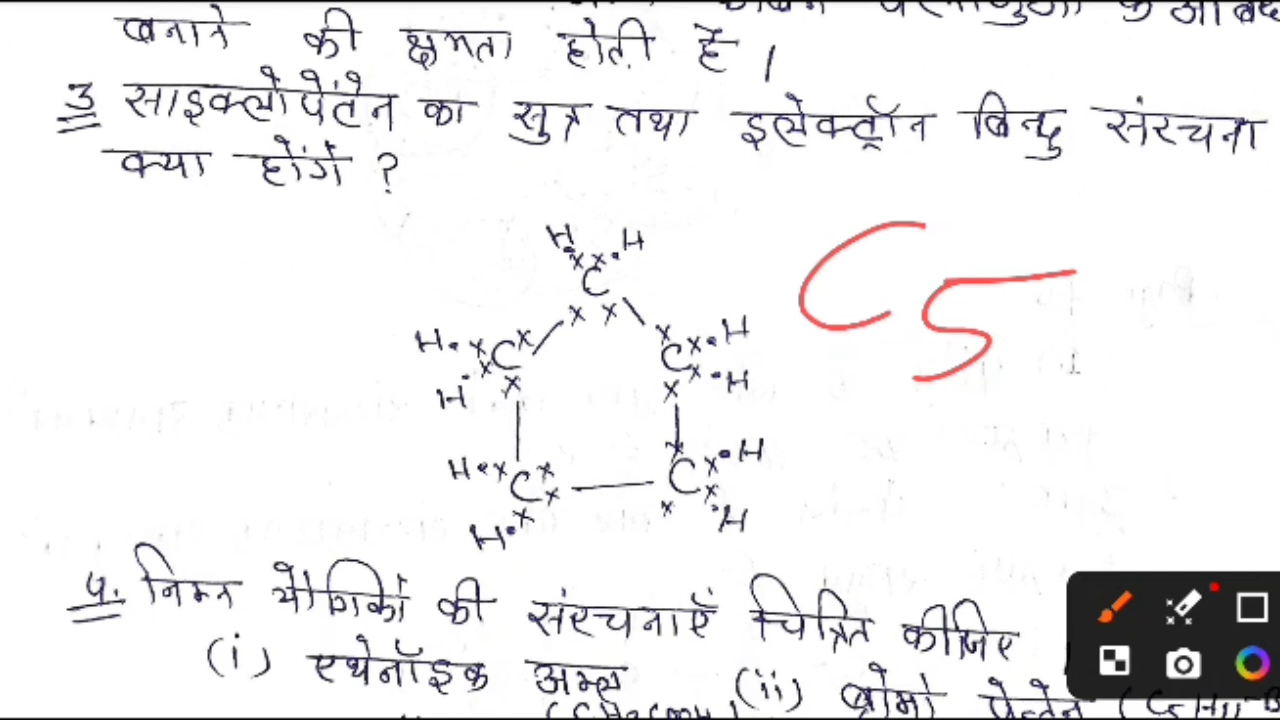 बनाने की क्षमता होती है ।
3 साइक्लोपेंटेन का सुत्र तथा इलेक्ट्रॉन बिन्दु संरचना
क्या होंगे ?
H H
C
C5
H C C H
H H
H C C H
H H
4. निम्न यौगिकों की संरचनाएँ चित्रित कीजिए ।
(i) एथेनॉइक अम्ल (ii) ब्रोमो पेन्टेन